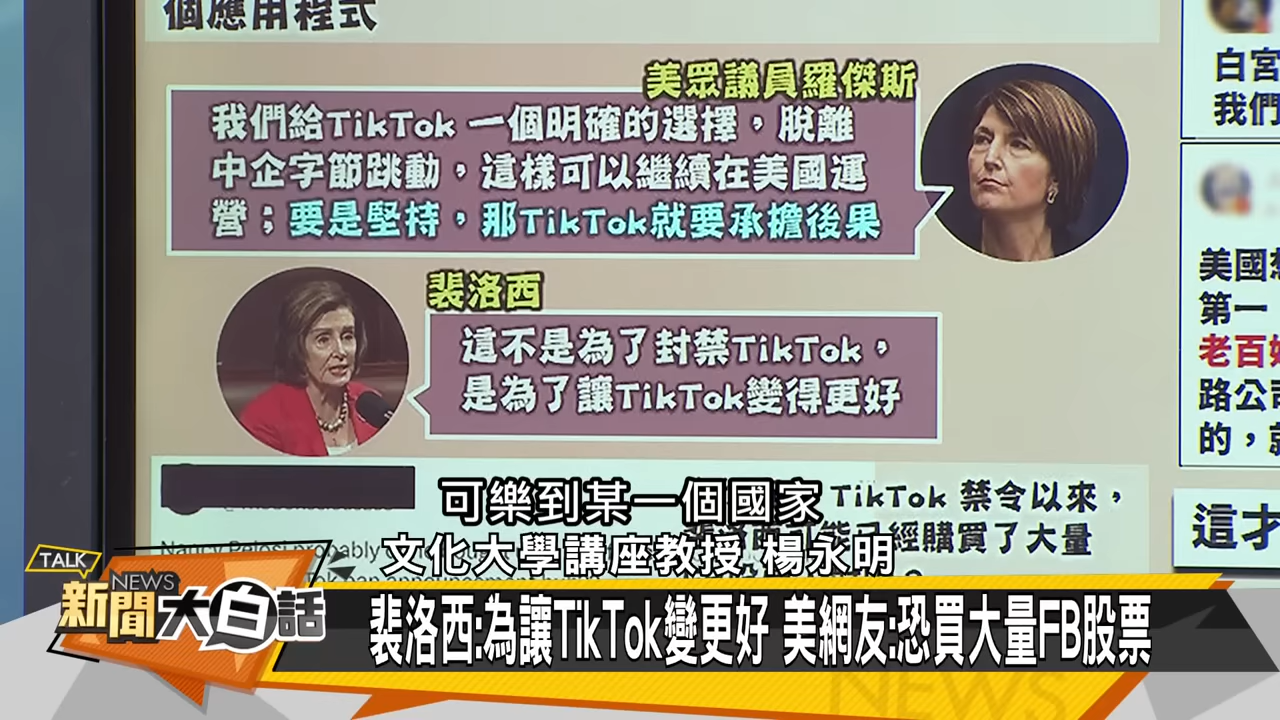 個應用程式
美眾議員羅傑斯
我們給TikTok 一個明確的選擇，脫離
中企字節跳動，這樣可以繼續在美國運
營；要是堅持，那TikTok就要承擔後果
裴洛西
這不是為了封禁TikTok，
是為了讓TikTok變得更好
TikTok 禁令以來，
已經購買了大量
白宮
我們
美國想
第一
老百姓
路公司
的，就
這才
可樂到某一個國家
文化大學講座教授 楊永明
TALK
NEWS
新聞大白話
裴洛西:為讓TikTok變更好 美網友:恐買大量FB股票
NEWS